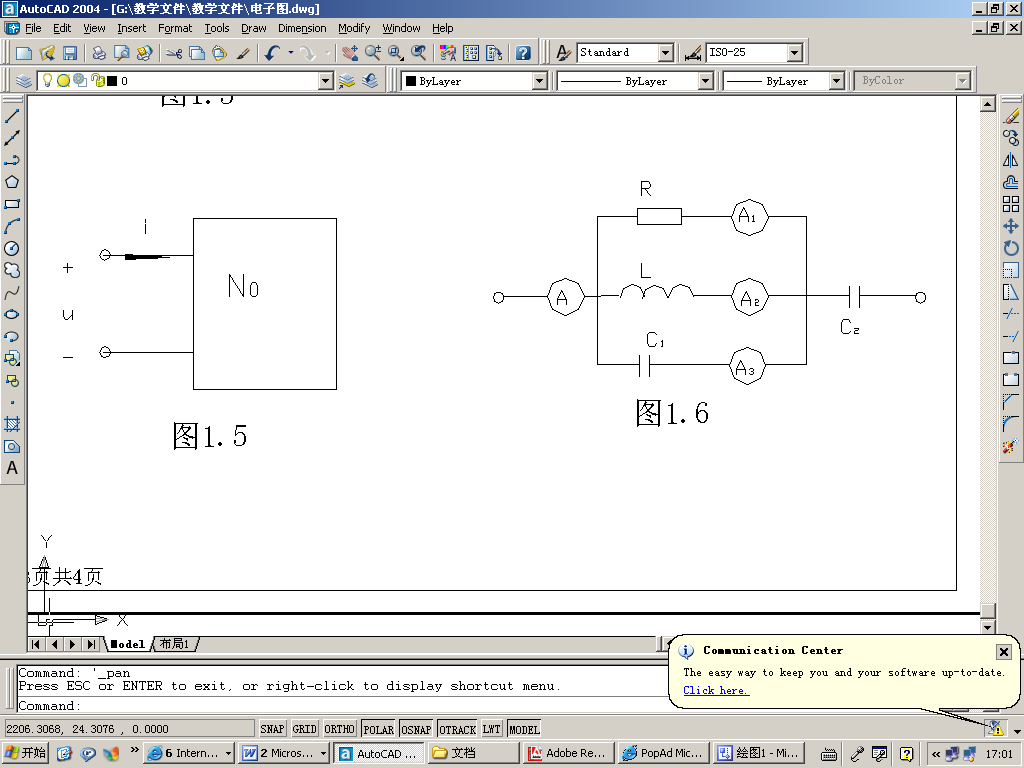 AutoCAD 2004 - [G:\教学文件\教学文件\电子图.dwg]
File Edit View Insert Format Tools Draw Dimension Modify Window Help
Standard ISO-25
0 ByLayer ByLayer ByLayer ByColor
图1.5
i
+
u
-
N0
图1.5
R
A1
L
A
A2
C2
C1
A3
图1.6
Y
页共4页
X
Model 布局1
Command: '_pan
Press ESC or ENTER to exit, or right-click to display shortcut menu.
Command:
Communication Center
The easy way to keep you and your software up-to-date.
Click here.
2206.3068, 24.3076 , 0.0000 SNAP GRID ORTHO POLAR OSNAP OTRACK LWT MODEL
开始 6 Intern... 2 Micros... AutoCAD ... 文档 Adobe Re... PopAd Mic... 绘图1 - Mi... « 17:01